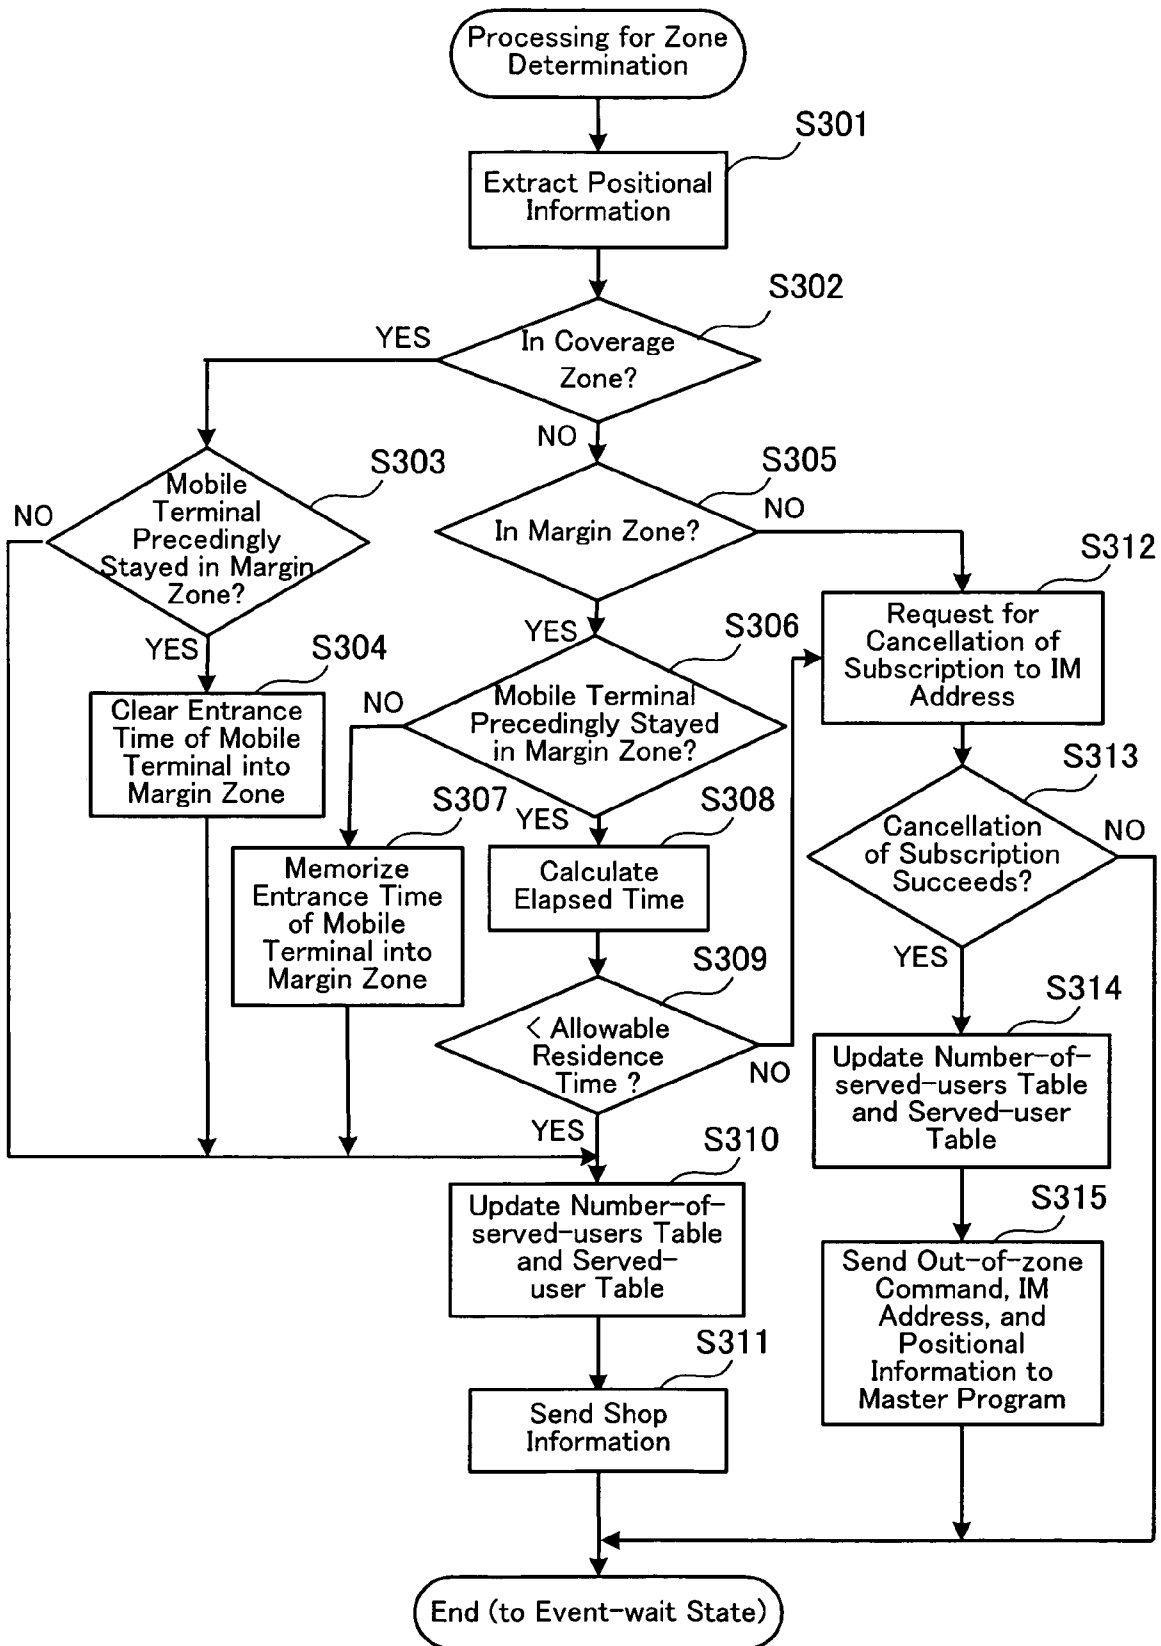 Processing for Zone
Determination
S301
Extract Positional
Information
S302
YES
In Coverage
Zone?
NO
S303
Mobile
Terminal
Precedingly
Stayed in Margin
Zone?
NO
YES
S304
Clear Entrance
Time of Mobile
Terminal into
Margin Zone
S305
In Margin Zone?
NO
YES
S306
Mobile Terminal
Precedingly Stayed
in Margin Zone?
NO
YES
S307
Memorize
Entrance Time
of Mobile
Terminal into
Margin Zone
S308
Calculate
Elapsed Time
S309
< Allowable
Residence
Time ?
NO
YES
S310
Update Number-of-
served-users Table
and Served-
user Table
S311
Send Shop
Information
S312
Request for
Cancellation of
Subscription to IM
Address
S313
Cancellation
of Subscription
Succeeds?
NO
YES
S314
Update Number-of-
served-users Table
and Served-user
Table
S315
Send Out-of-zone
Command, IM
Address, and
Positional
Information to
Master Program
End (to Event-wait State)